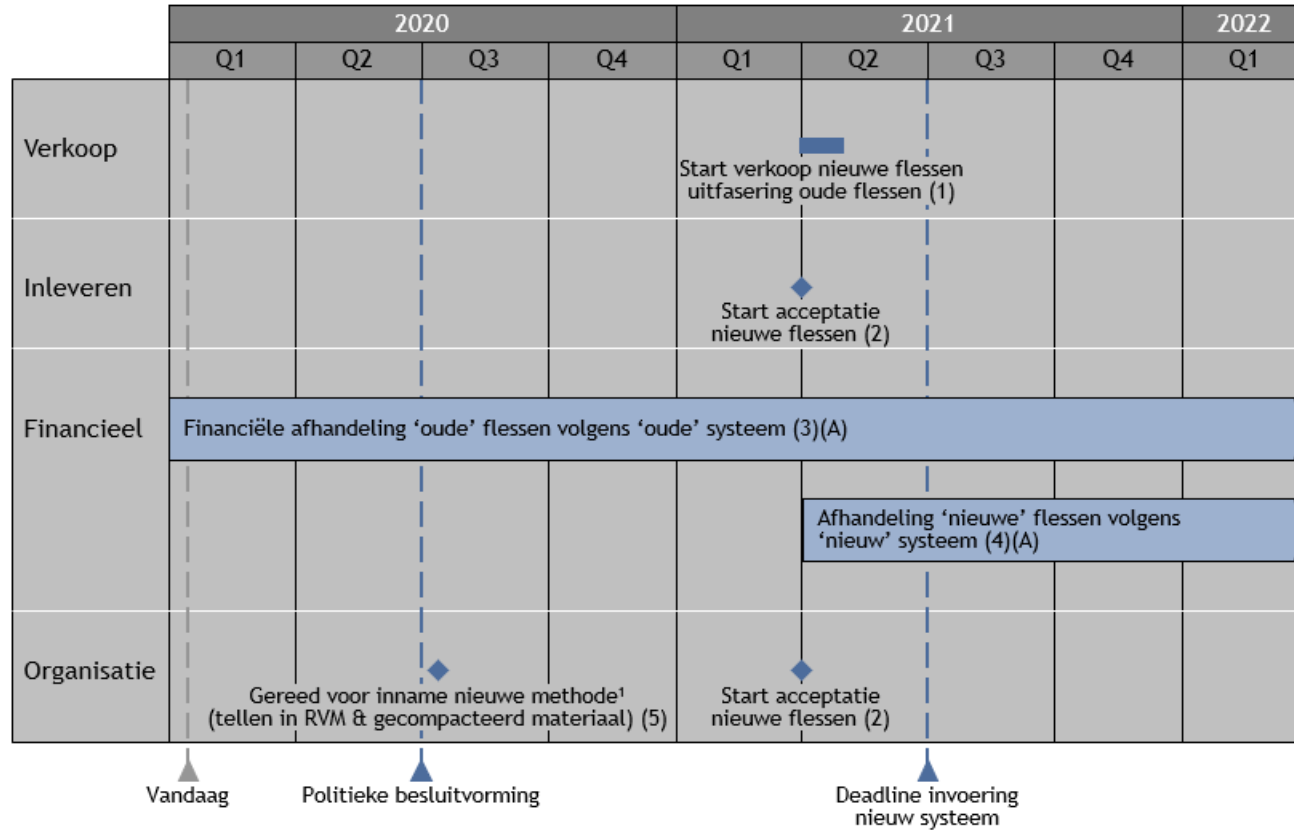 2020 2021 2022
Q1 Q2 Q3 Q4 Q1 Q2 Q3 Q4 Q1
Verkoop
Start verkoop nieuwe flessen
uitfasering oude flessen (1)
Inleveren
Start acceptatie
nieuwe flessen (2)
Financieel
Financiële afhandeling ‘oude’ flessen volgens ‘oude’ systeem (3)(A)
Afhandeling ‘nieuwe’ flessen volgens
‘nieuw’ systeem (4)(A)
Organisatie
Gereed voor inname nieuwe methode¹
(tellen in RVM & gecompacteerd materiaal) (5)
Start acceptatie
nieuwe flessen (2)
Vandaag
Politieke besluitvorming
Deadline invoering
nieuw systeem